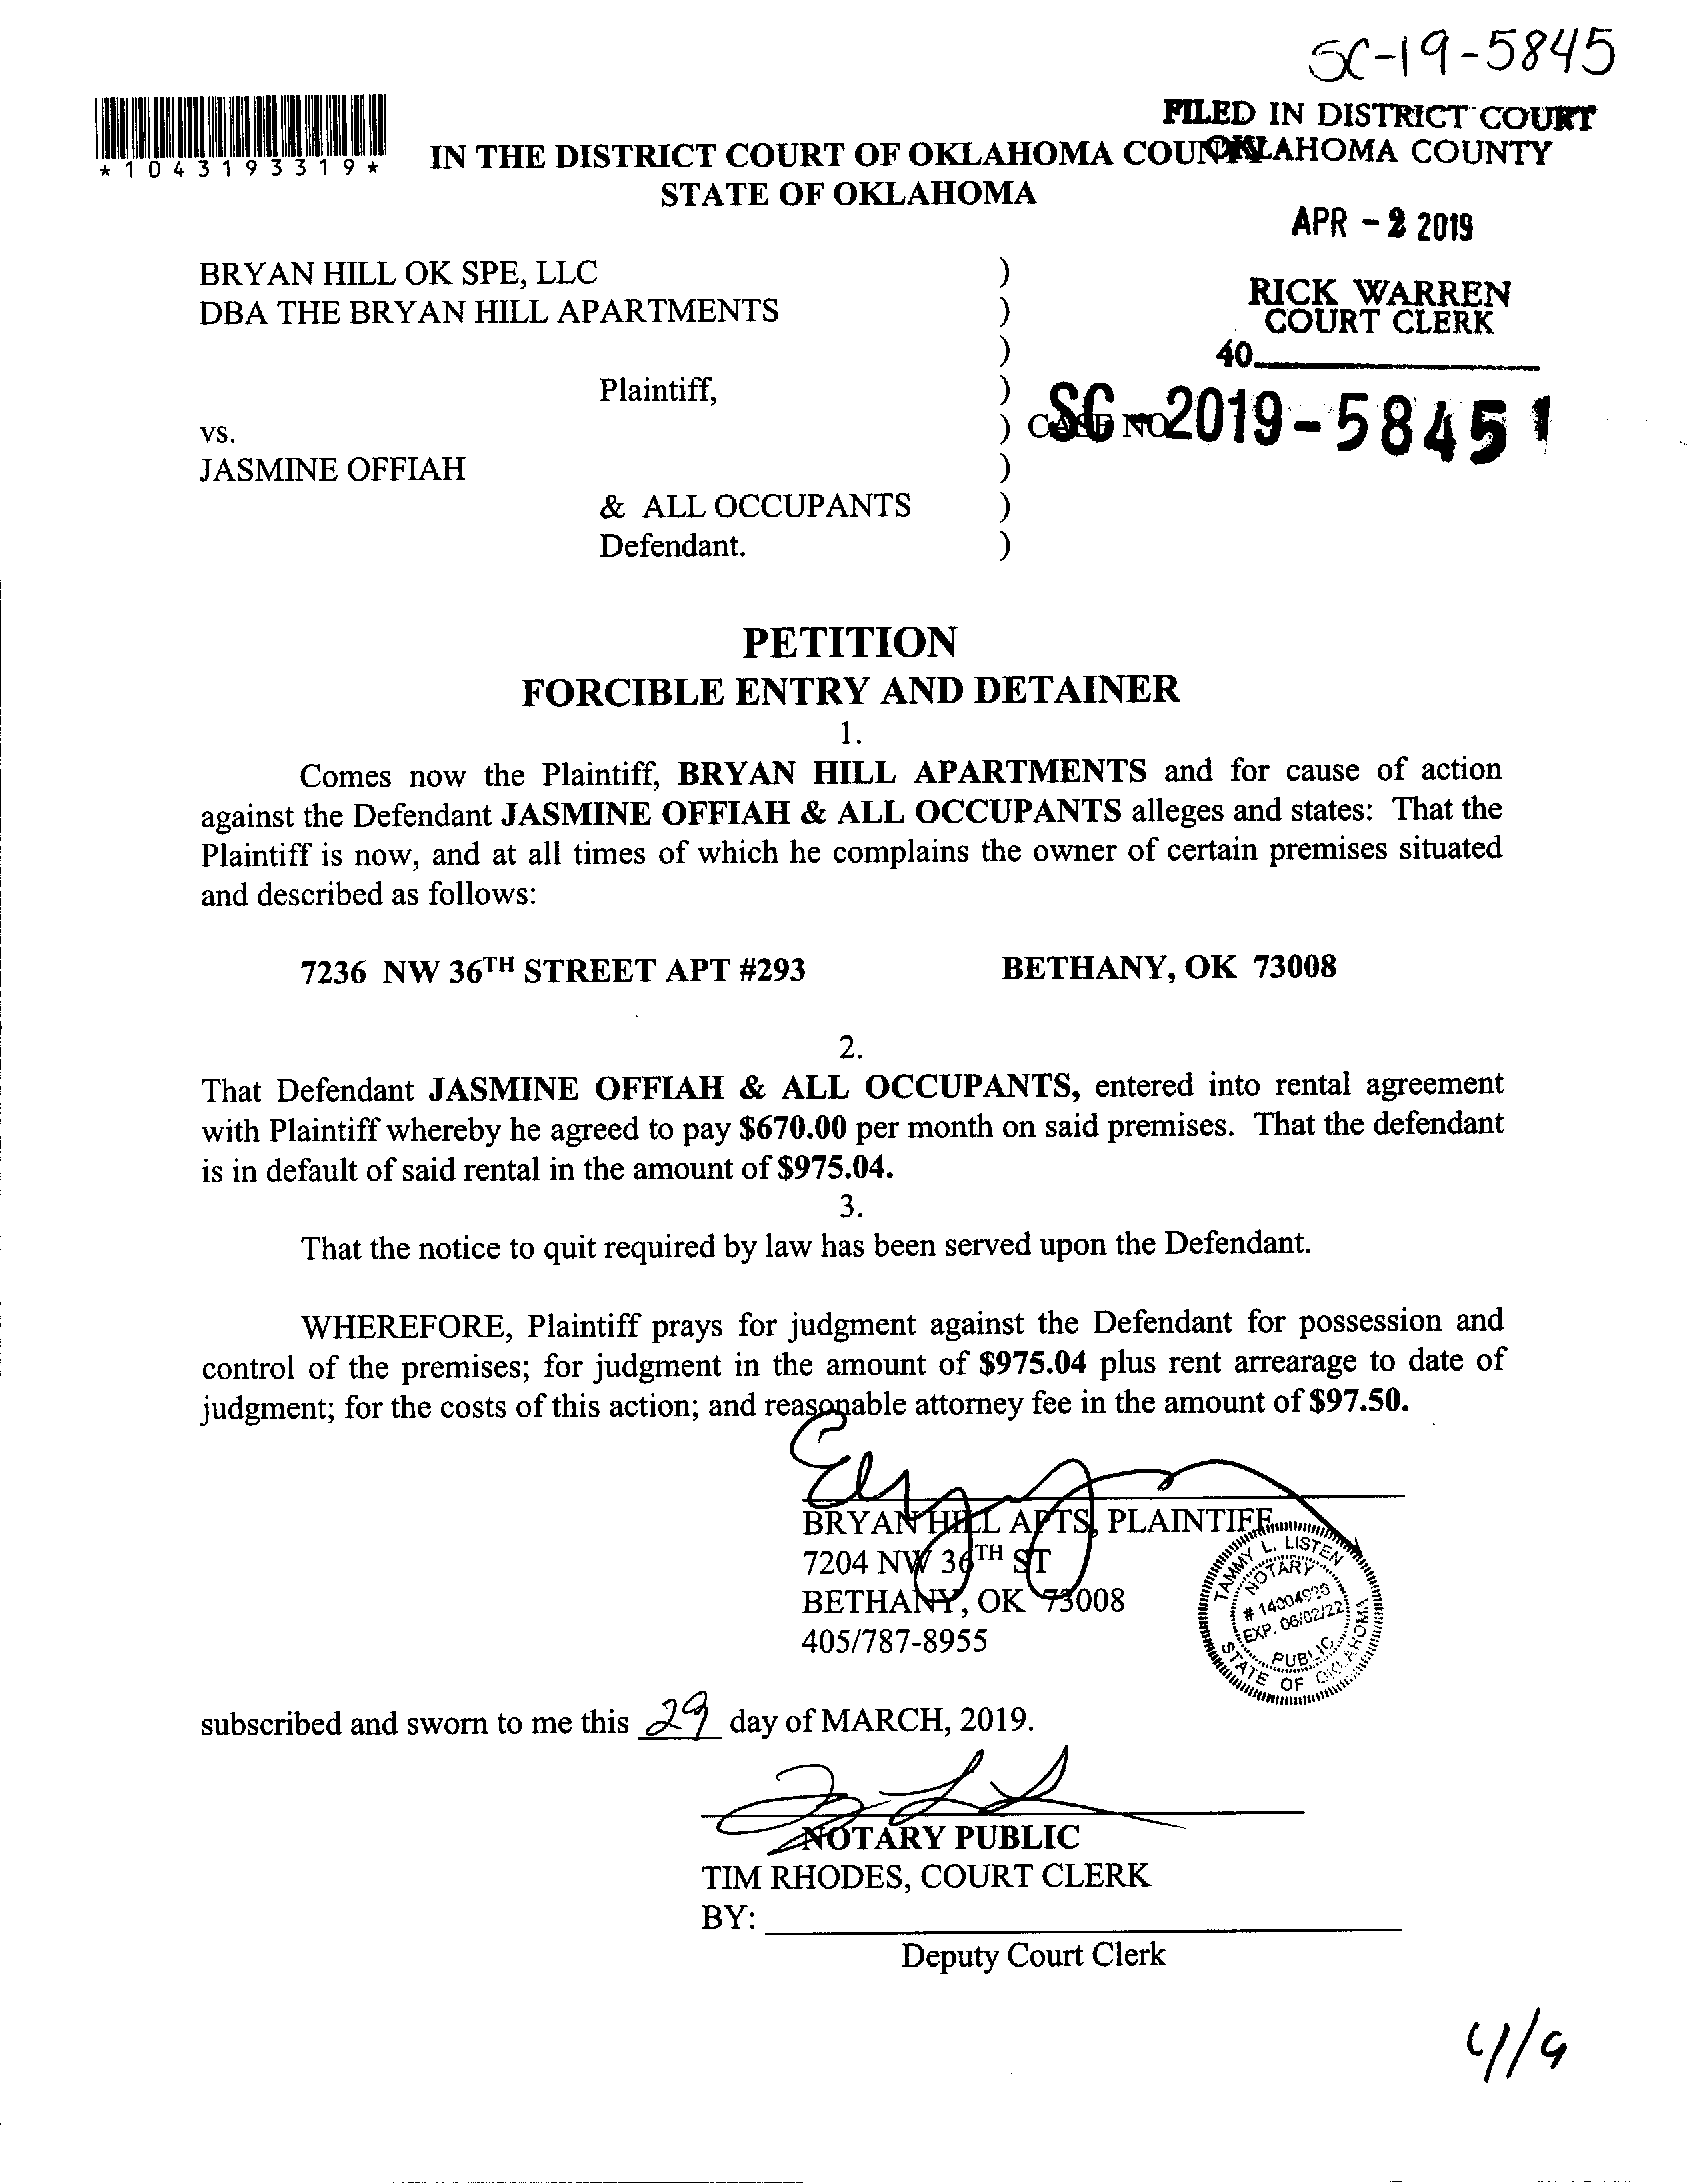 SC-19-5845
FILED IN DISTRICT COURT
OKLAHOMA COUNTY
*1043193319*
IN THE DISTRICT COURT OF OKLAHOMA COUNTY
STATE OF OKLAHOMA
APR - 2 2019
BRYAN HILL OK SPE, LLC )
DBA THE BRYAN HILL APARTMENTS )
)
RICK WARREN
COURT CLERK
40
Plaintiff, )
vs. ) CASE NO
SC-2019-5845
JASMINE OFFIAH )
& ALL OCCUPANTS )
Defendant. )
PETITION
FORCIBLE ENTRY AND DETAINER
1.
Comes now the Plaintiff, BRYAN HILL APARTMENTS and for cause of action
against the Defendant JASMINE OFFIAH & ALL OCCUPANTS alleges and states: That the
Plaintiff is now, and at all times of which he complains the owner of certain premises situated
and described as follows:
7236 NW 36TH STREET APT #293 BETHANY, OK 73008
2.
That Defendant JASMINE OFFIAH & ALL OCCUPANTS, entered into rental agreement
with Plaintiff whereby he agreed to pay $670.00 per month on said premises. That the defendant
is in default of said rental in the amount of $975.04.
3.
That the notice to quit required by law has been served upon the Defendant.
WHEREFORE, Plaintiff prays for judgment against the Defendant for possession and
control of the premises; for judgment in the amount of $975.04 plus rent arrearage to date of
judgment; for the costs of this action; and reasonable attorney fee in the amount of $97.50.
BRYAN HILL APTS, PLAINTIFF
7204 NW 36TH ST
BETHANY, OK 73008
405/787-8955
TAMMY L. LISTEN
NOTARY
EXP. 06/02/22
PUBLIC
STATE OF OKLAHOMA
subscribed and sworn to me this 29 day of MARCH, 2019.
NOTARY PUBLIC
TIM RHODES, COURT CLERK
BY:
Deputy Court Clerk
4/9